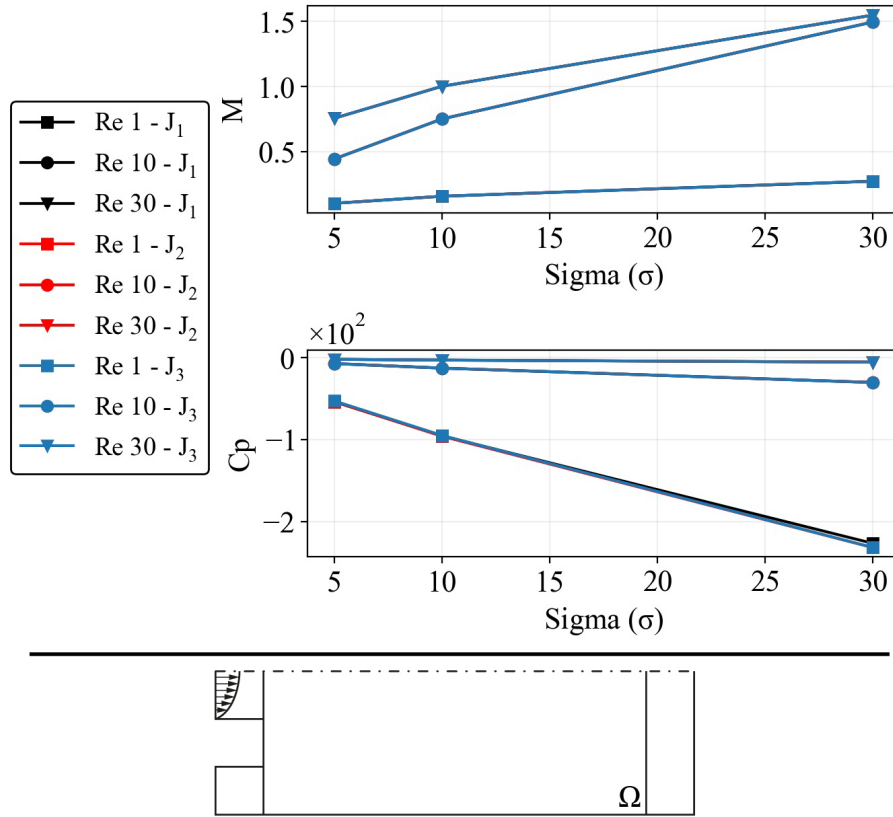 1.5
1.0
0.5
M
5 10 15 20 25 30
Sigma (σ)
Re 1 - J₁
Re 10 - J₁
Re 30 - J₁
Re 1 - J₂
Re 10 - J₂
Re 30 - J₂
Re 1 - J₃
Re 10 - J₃
Re 30 - J₃
×10²
0
−1
−2
Cp
5 10 15 20 25 30
Sigma (σ)
Ω